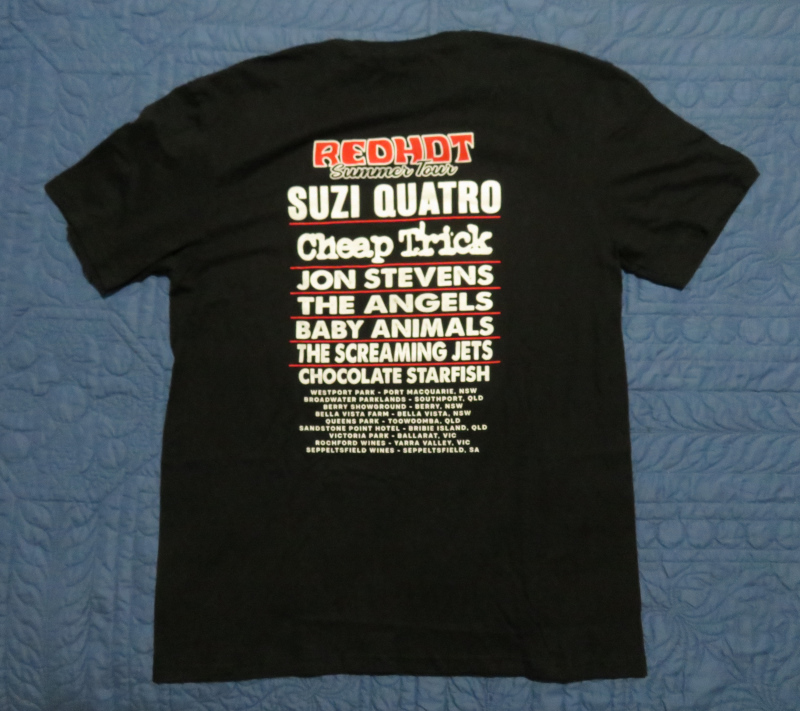 REDHOT
Summer Tour
SUZI QUATRO
Cheap Trick
JON STEVENS
THE ANGELS
BABY ANIMALS
THE SCREAMING JETS
CHOCOLATE STARFISH
WESTPORT PARK - PORT MACQUARIE, NSW
BROADWATER PARKLANDS - SOUTHPORT, QLD
BERRY SHOWGROUND - BERRY, NSW
BELLA VISTA FARM - BELLA VISTA, NSW
QUEENS PARK - TOOWOOMBA, QLD
SANDSTONE POINT HOTEL - BRIBIE ISLAND, QLD
VICTORIA PARK - BALLARAT, VIC
ROCHFORD WINES - YARRA VALLEY, VIC
SEPPELTSFIELD WINES - SEPPELTSFIELD, SA